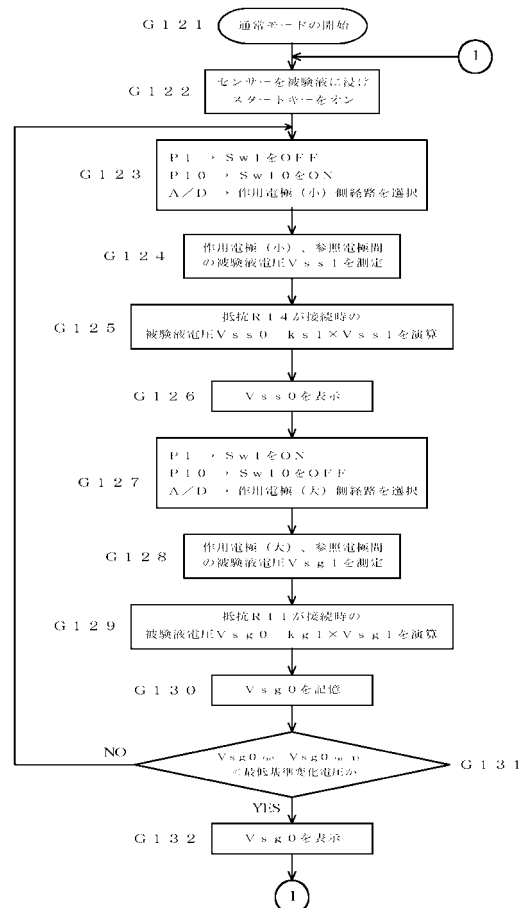 G121
通常モードの開始
1
G122
センサーを被験液に浸け
スタートキーをオン
G123
P1 → Sw1をOFF
P10 → Sw10をON
A/D → 作用電極(小)側経路を選択
G124
作用電極(小)、参照電極間
の被験液電圧Vss1を測定
G125
抵抗R14が接続時の
被験液電圧Vss0 ks1×Vss1を演算
G126
Vss0を表示
G127
P1 → Sw1をON
P10 → Sw10をOFF
A/D → 作用電極(大)側経路を選択
G128
作用電極(大)、参照電極間
の被験液電圧Vsg1を測定
G129
抵抗R11が接続時の
被験液電圧Vsg0 kg1×Vsg1を演算
G130
Vsg0を記憶
NO
Vsg0 Vsg0
最低基準変化電圧か
G131
YES
G132
Vsg0を表示
1